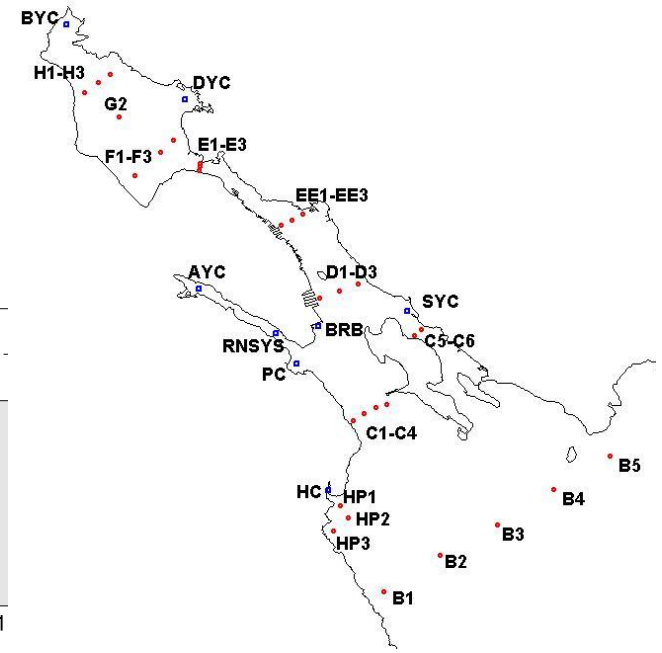 BYC
H1-H3
DYC
G2
E1-E3
F1-F3
EE1-EE3
AYC
D1-D3
SYC
BRB
RNSYS
C5-C6
PC
C1-C4
B5
HC
HP1
B4
HP2
B3
HP3
B2
B1
1